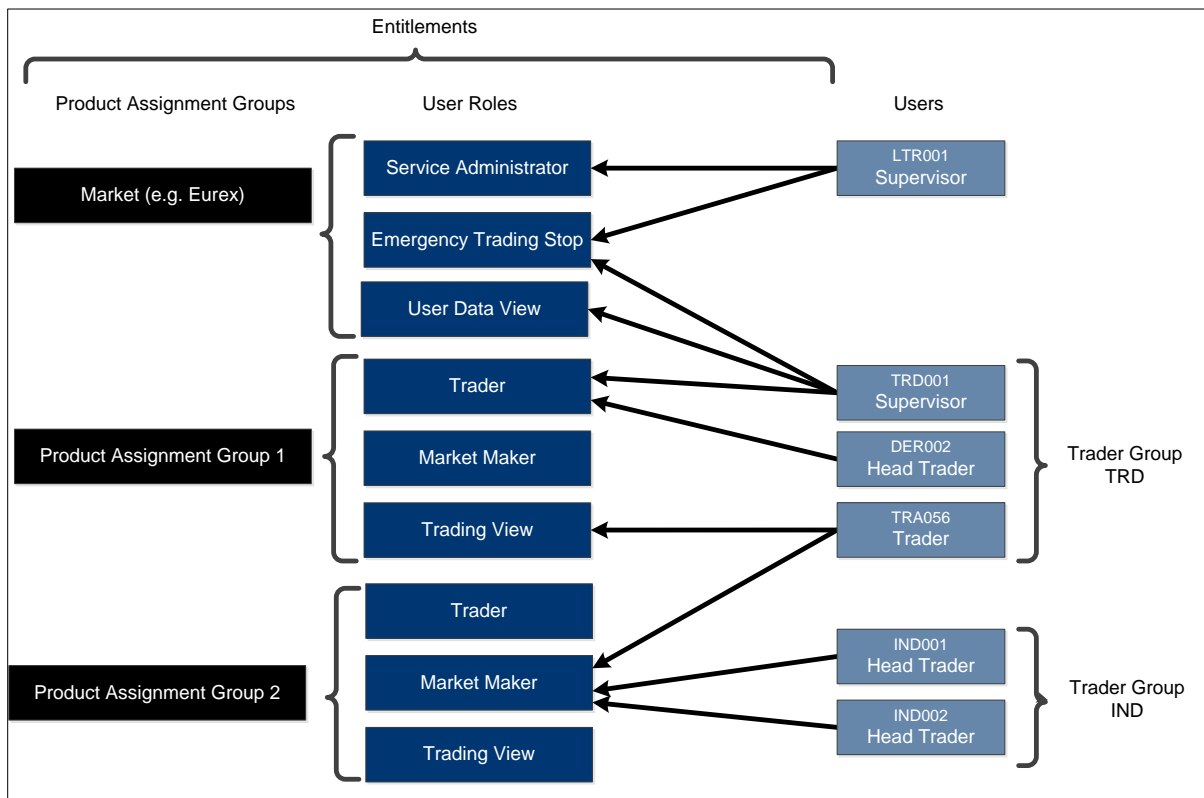 Entitlements
Product Assignment Groups
User Roles
Users
Market (e.g. Eurex)
Service Administrator
Emergency Trading Stop
User Data View
LTR001
Supervisor
Product Assignment Group 1
Trader
Market Maker
Trading View
TRD001
Supervisor
DER002
Head Trader
TRA056
Trader
Trader Group
TRD
Product Assignment Group 2
Trader
Market Maker
Trading View
IND001
Head Trader
IND002
Head Trader
Trader Group
IND